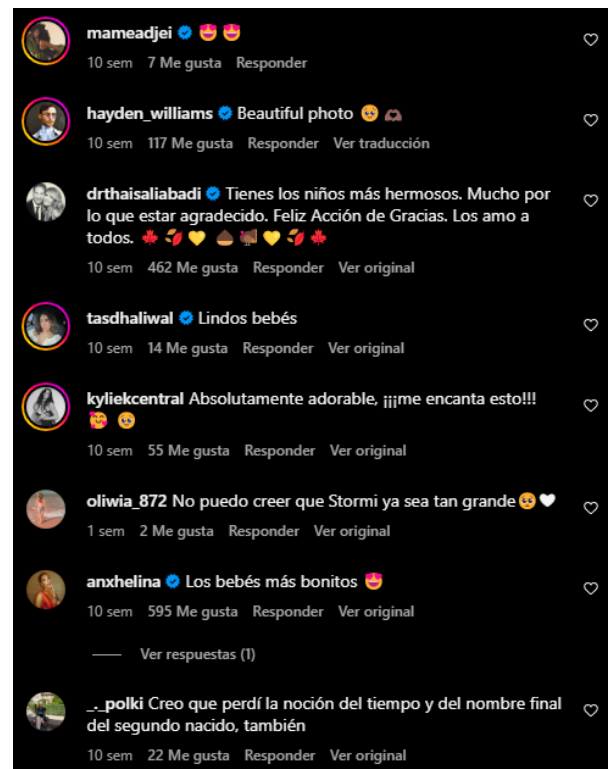 mameadjei 😍 😍
10 sem 7 Me gusta Responder
hayden_williams Beautiful photo 🥹 🫶🏾
10 sem 117 Me gusta Responder Ver traducción
drthaisaliabadi Tienes los niños más hermosos. Mucho por
lo que estar agradecido. Feliz Acción de Gracias. Los amo a
todos. 🍁 🍂 💛 🌰 🦃 💛 🍂 🍁
10 sem 462 Me gusta Responder Ver original
tasdhaliwal Lindos bebés
10 sem 14 Me gusta Responder Ver original
kyliekcentral Absolutamente adorable, ¡¡¡me encanta esto!!!
🥰 🥹
10 sem 55 Me gusta Responder Ver original
oliwia_872 No puedo creer que Stormi ya sea tan grande🥹🤍
1 sem 2 Me gusta Responder Ver original
anxhelina Los bebés más bonitos 😍
10 sem 595 Me gusta Responder Ver original
Ver respuestas (1)
_._polki Creo que perdí la noción del tiempo y del nombre final
del segundo nacido, también
10 sem 22 Me gusta Responder Ver original